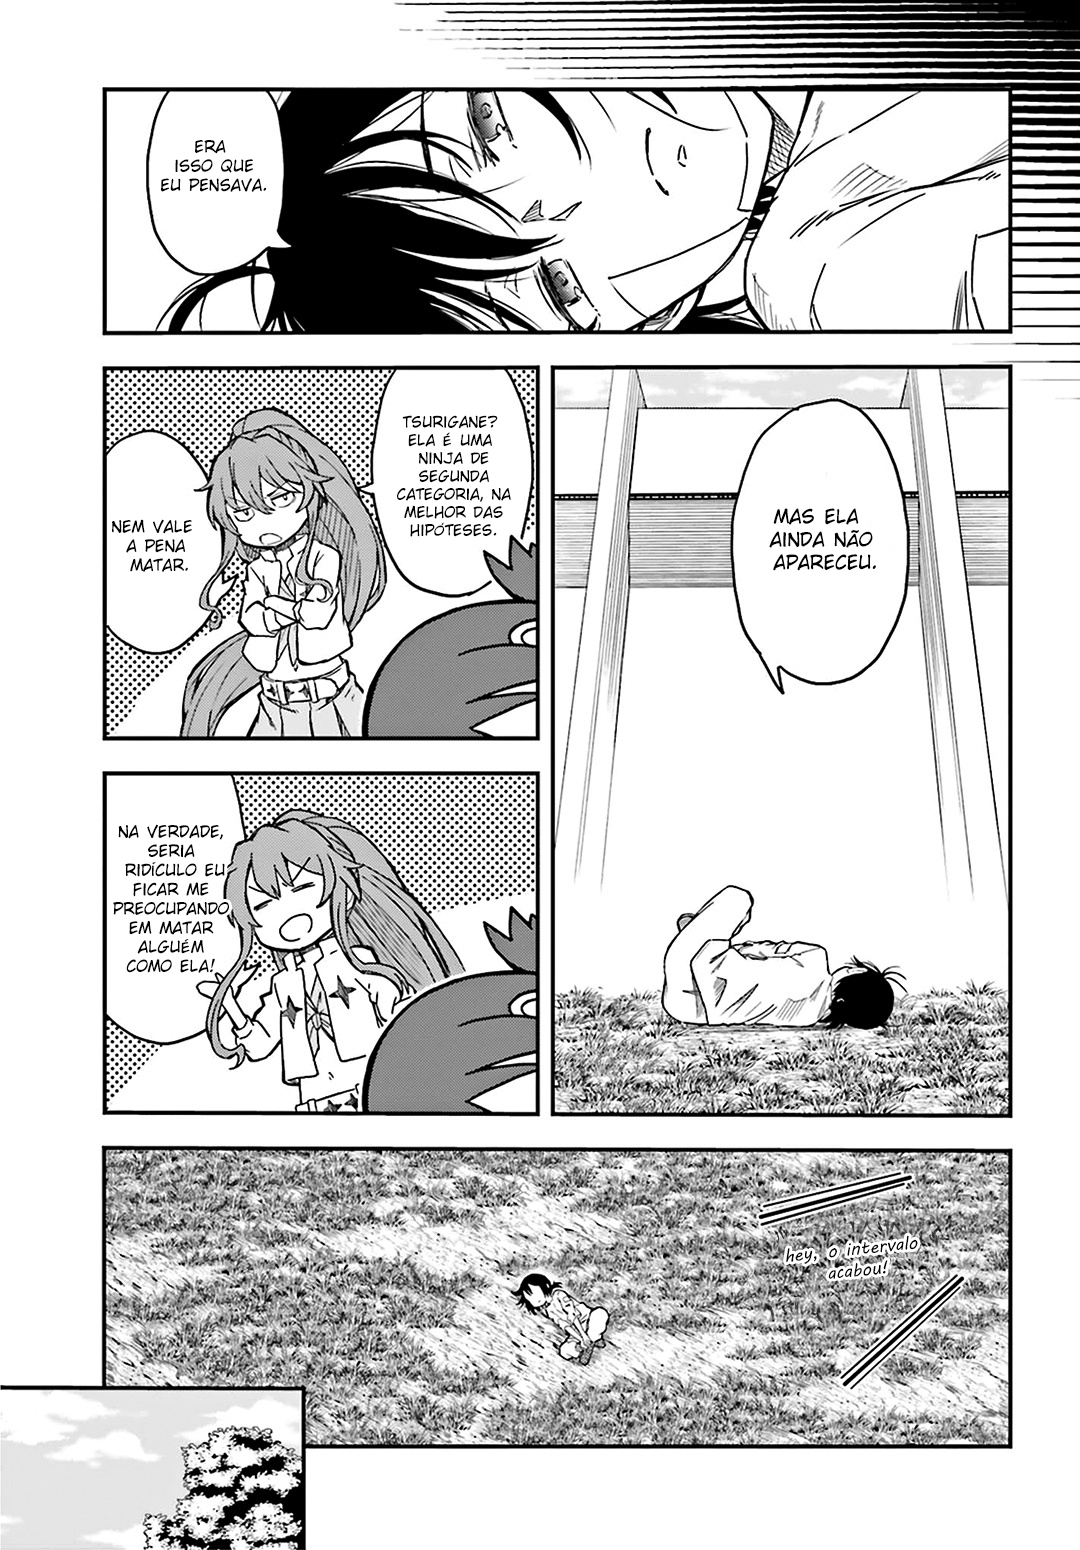 ERA
ISSO QUE
EU PENSAVA.
MAS ELA
AINDA NÃO
APARECEU.
TSURIGANE?
ELA É UMA
NINJA DE
SEGUNDA
CATEGORIA, NA
MELHOR DAS
HIPÓTESES.
NEM VALE
A PENA
MATAR.
NA VERDADE,
SERIA
RIDÍCULO EU
FICAR ME
PREOCUPANDO
EM MATAR
ALGUÉM
COMO ELA!
hey, o intervalo
acabou!